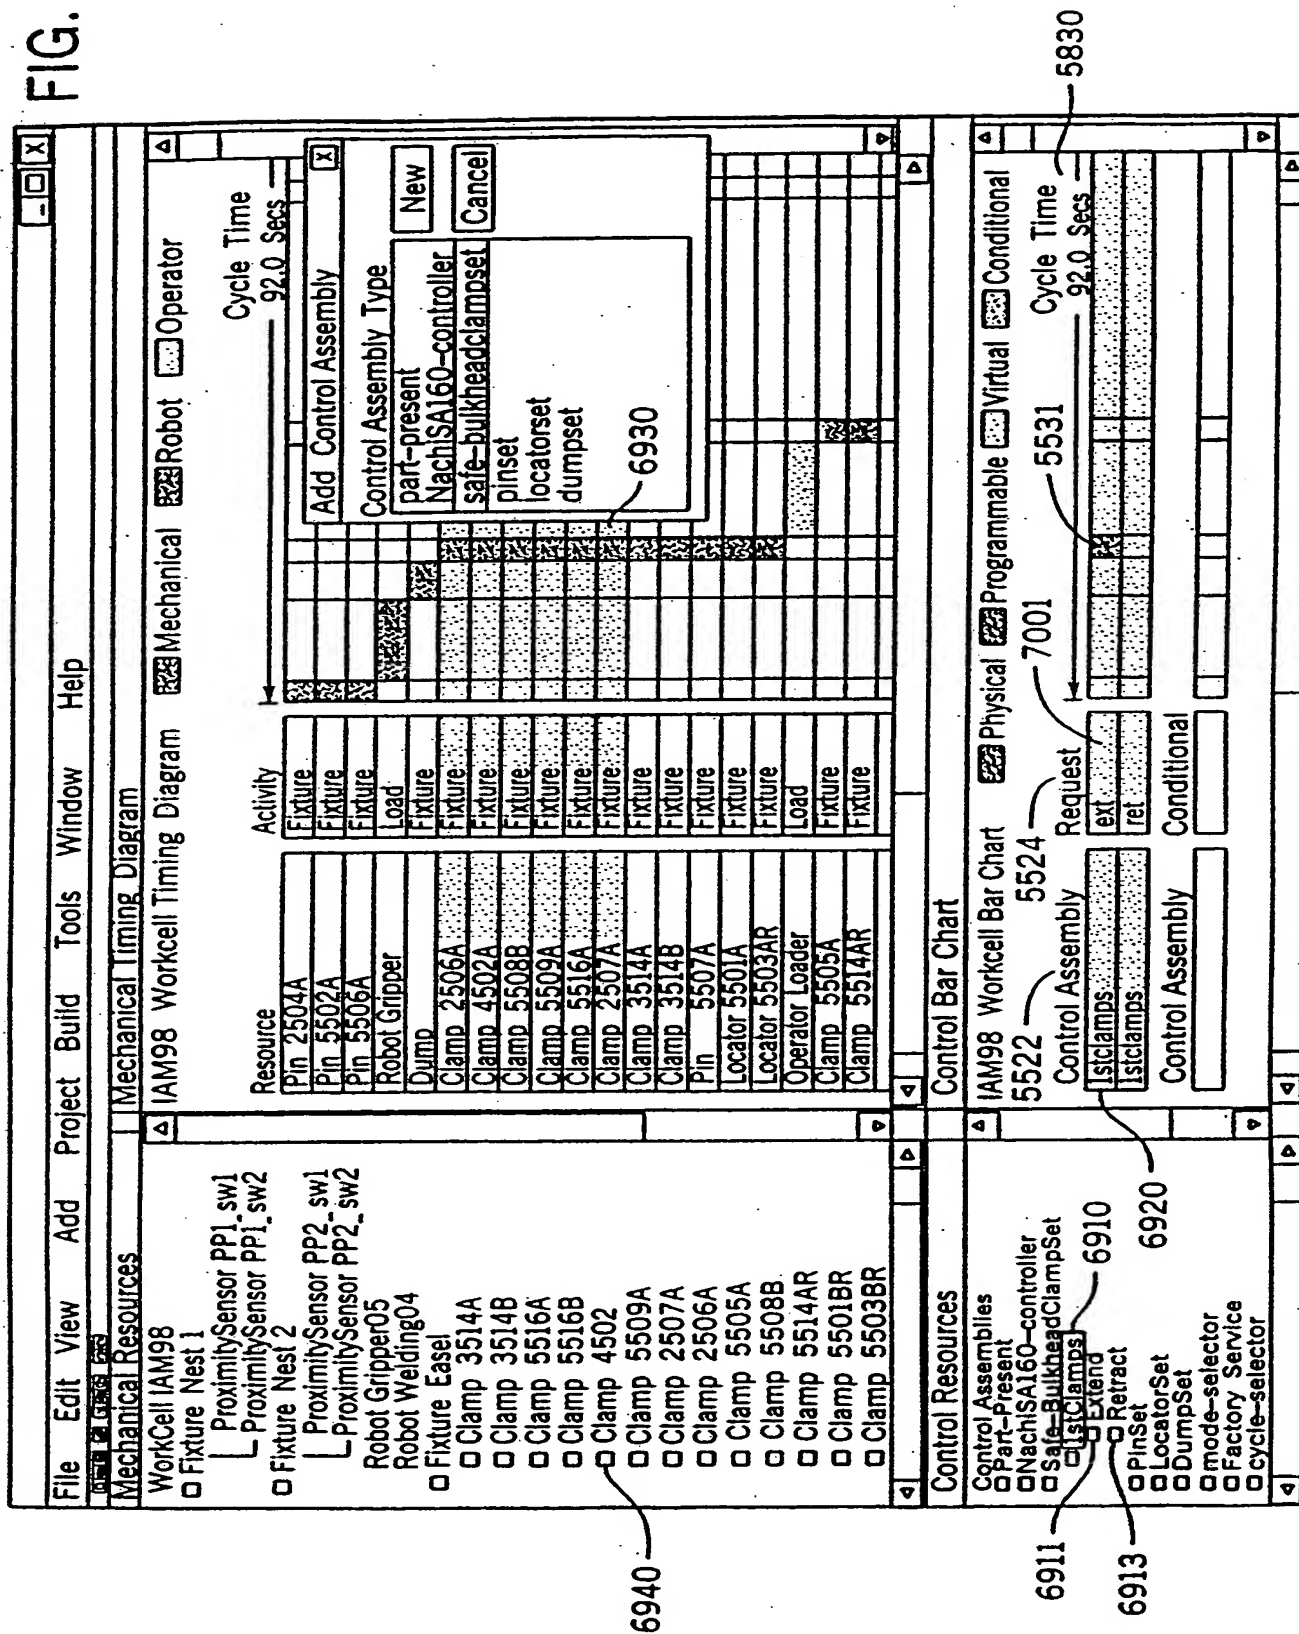 FIG.
File Edit View Add Project Build Tools Window Help
Mechanical Resources
WorkCell IAM98
Fixture Nest 1
ProximitySensor PP1_sw1
ProximitySensor PP1_sw2
Fixture Nest 2
ProximitySensor PP2_sw1
ProximitySensor PP2_sw2
Robot Gripper05
Robot Welding04
Fixture Easel
Clamp 3514A
Clamp 3514B
Clamp 5516A
Clamp 5516B
Clamp 4502
Clamp 5509A
Clamp 2507A
Clamp 2506A
Clamp 5505A
Clamp 5508B
Clamp 5514AR
Clamp 5501BR
Clamp 5503BR
6940
Mechanical Timing Diagram
IAM98 Workcell Timing Diagram Mechanical Robot Operator
Cycle Time
92.0 Secs
Resource Activity
Pin 2504A Fixture
Pin 5502A Fixture
Pin 5506A Fixture
Robot Gripper Load
Dump Fixture
Clamp 2506A Fixture
Clamp 4502A Fixture
Clamp 5508B Fixture
Clamp 5509A Fixture
Clamp 5516A Fixture
Clamp 2507A Fixture
Clamp 3514A Fixture
Clamp 3514B Fixture
Pin 5507A Fixture
Locator 5501A Fixture
Locator 5503AR Fixture
Operator Loader Load
Clamp 5505A Fixture
Clamp 5514AR Fixture
Add Control Assembly
Control Assembly Type
part-present
NachiSA160-controller
safe-bulkheadclampset
pinset
locatorset
dumpset
New
Cancel
6930
Control Resources
Control Assemblies
Part-Present
NachiSA160-controller
Safe-BulkheadClampSet
1stClamps
Extend
Retract
PinSet
LocatorSet
DumpSet
mode-selector
Factory Service
cycle-selector
6911
6913
6910
6920
Control Bar Chart
IAM98 Workcell Bar Chart Physical Programmable Virtual Conditional
5522 5524 7001 5531 5830
Control Assembly Request
Cycle Time
92.0 Secs
1stclamps ext
1stclamps ret
Control Assembly Conditional